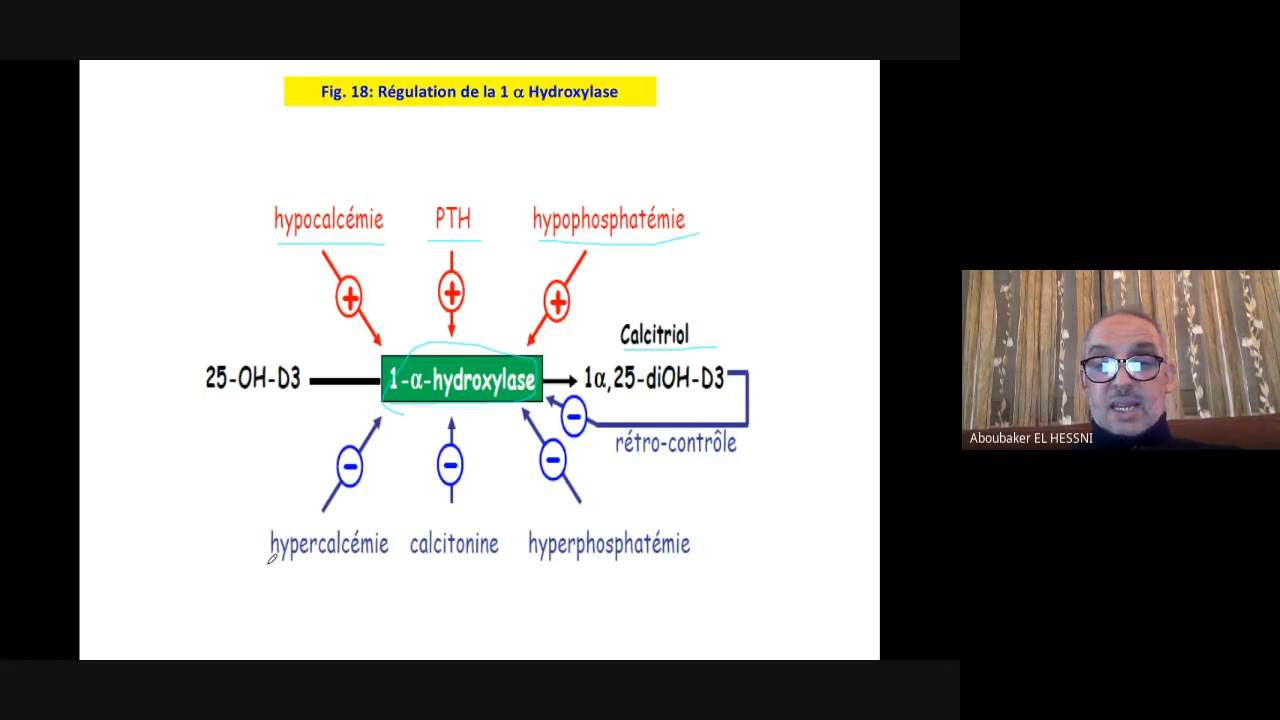 Fig. 18: Régulation de la 1 α Hydroxylase
hypocalcémie PTH hypophosphatémie
+ + +
Calcitriol
25-OH-D3 1-α-hydroxylase 1α,25-diOH-D3
-
rétro-contrôle
- - -
hypercalcémie calcitonine hyperphosphatémie
Aboubaker EL HESSNI